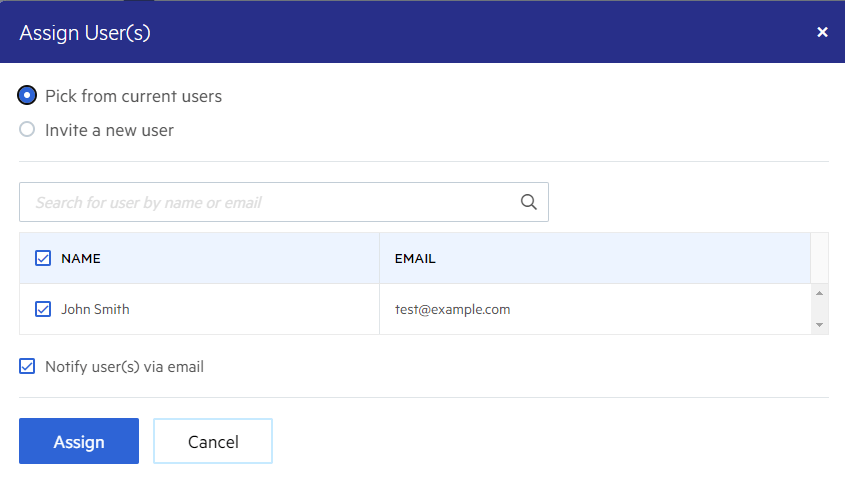 Assign User(s)
Pick from current users
Invite a new user
Search for user by name or email
NAME EMAIL
John Smith test@example.com
Notify user(s) via email
Assign Cancel